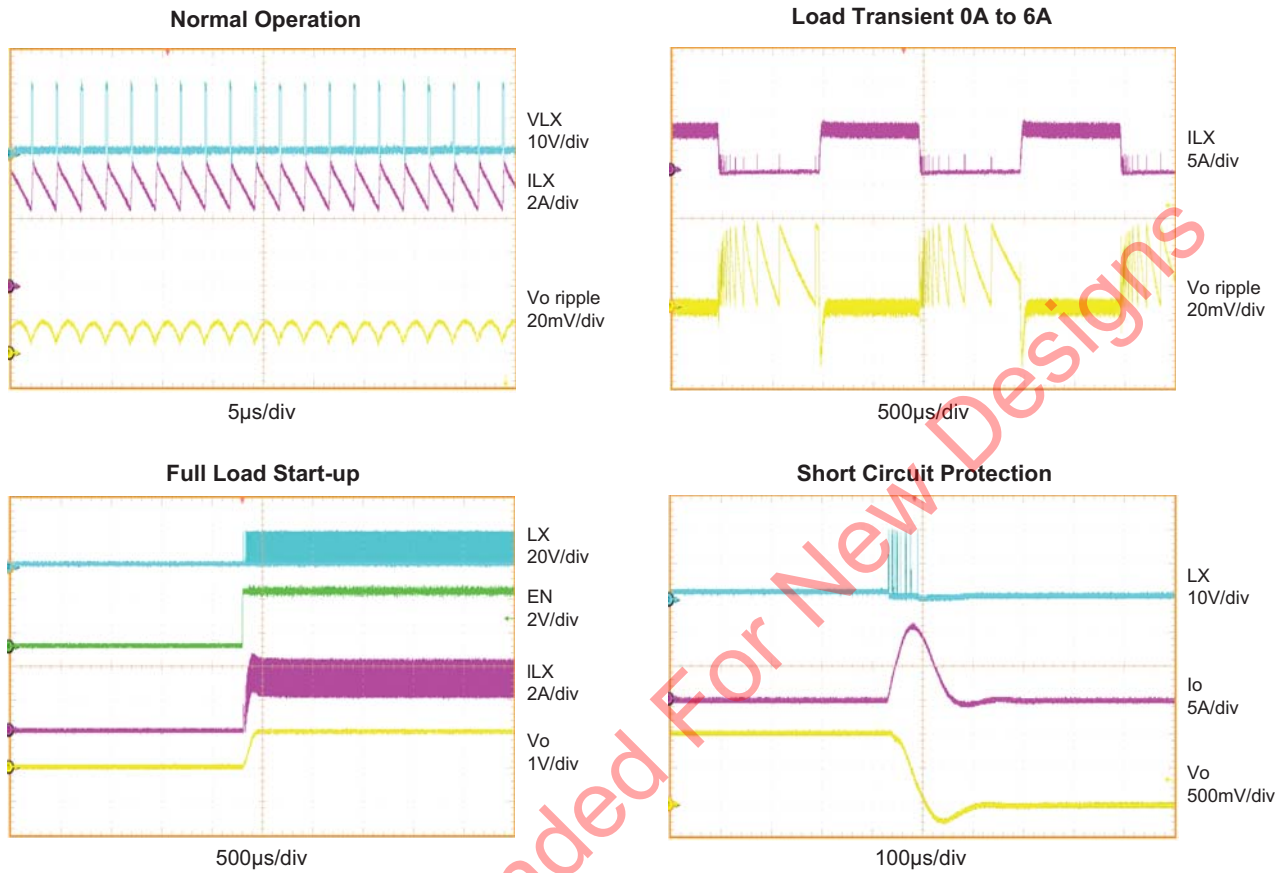 Normal Operation
VLX
10V/div
ILX
2A/div
Vo ripple
20mV/div
5µs/div
Load Transient 0A to 6A
ILX
5A/div
Vo ripple
20mV/div
500µs/div
Full Load Start-up
LX
20V/div
EN
2V/div
ILX
2A/div
Vo
1V/div
500µs/div
Short Circuit Protection
LX
10V/div
Io
5A/div
Vo
500mV/div
100µs/div
For New Designs